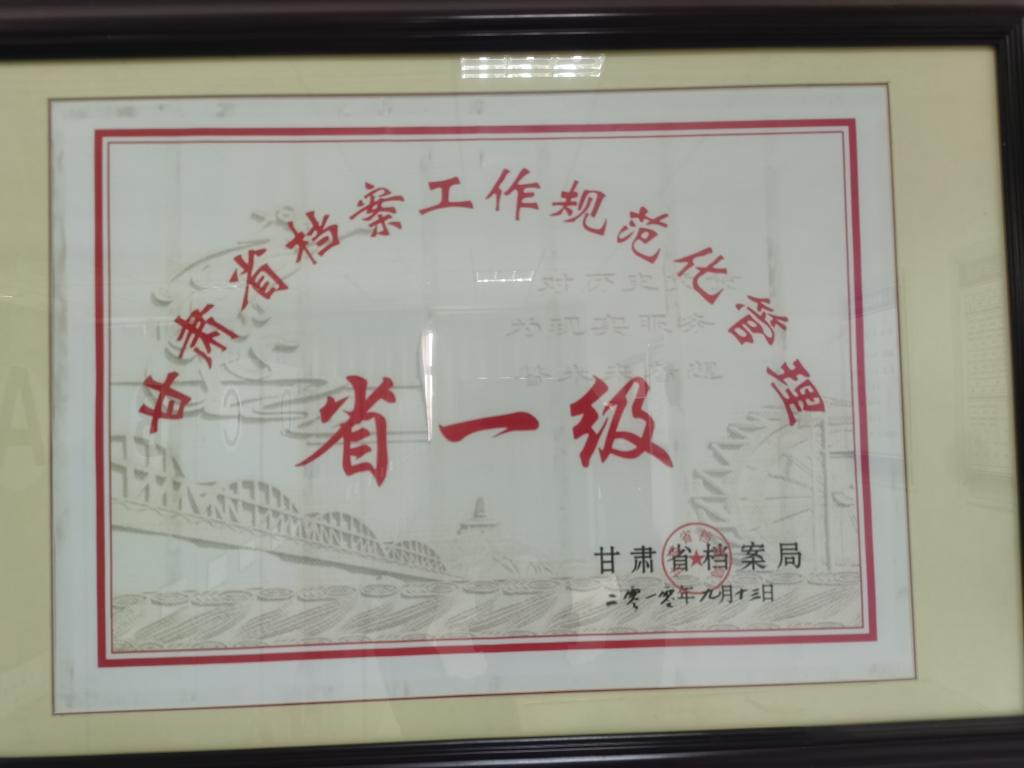 甘肃省档案工作规范化管理
省一级
甘肃省档案局
二零一零年九月十三日